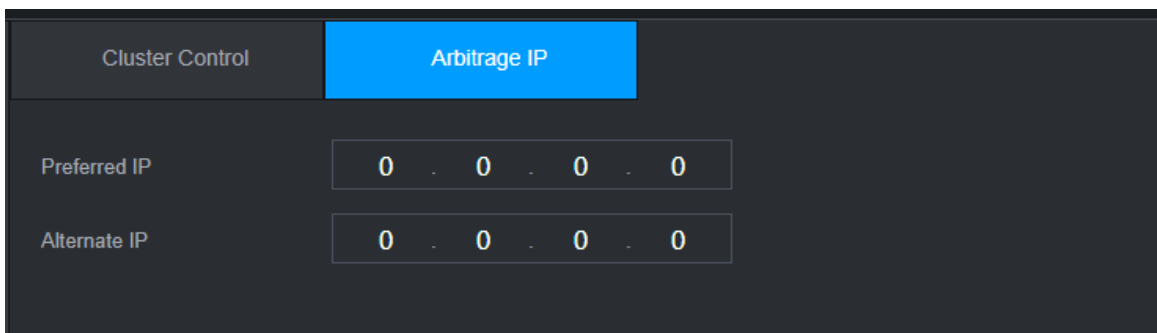 Cluster Control Arbitrage IP
Preferred IP 0 . 0 . 0 . 0
Alternate IP 0 . 0 . 0 . 0